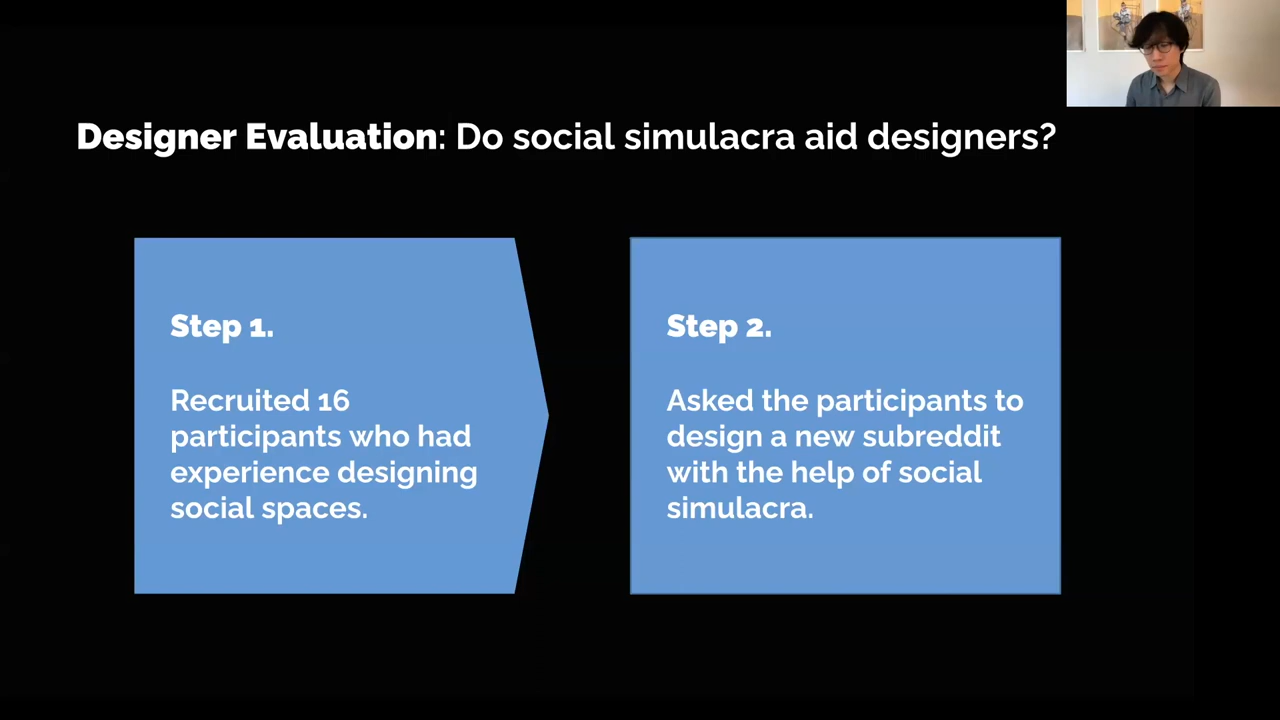 Designer Evaluation: Do social simulacra aid designers?
Step 1.
Recruited 16
participants who had
experience designing
social spaces.
Step 2.
Asked the participants to
design a new subreddit
with the help of social
simulacra.